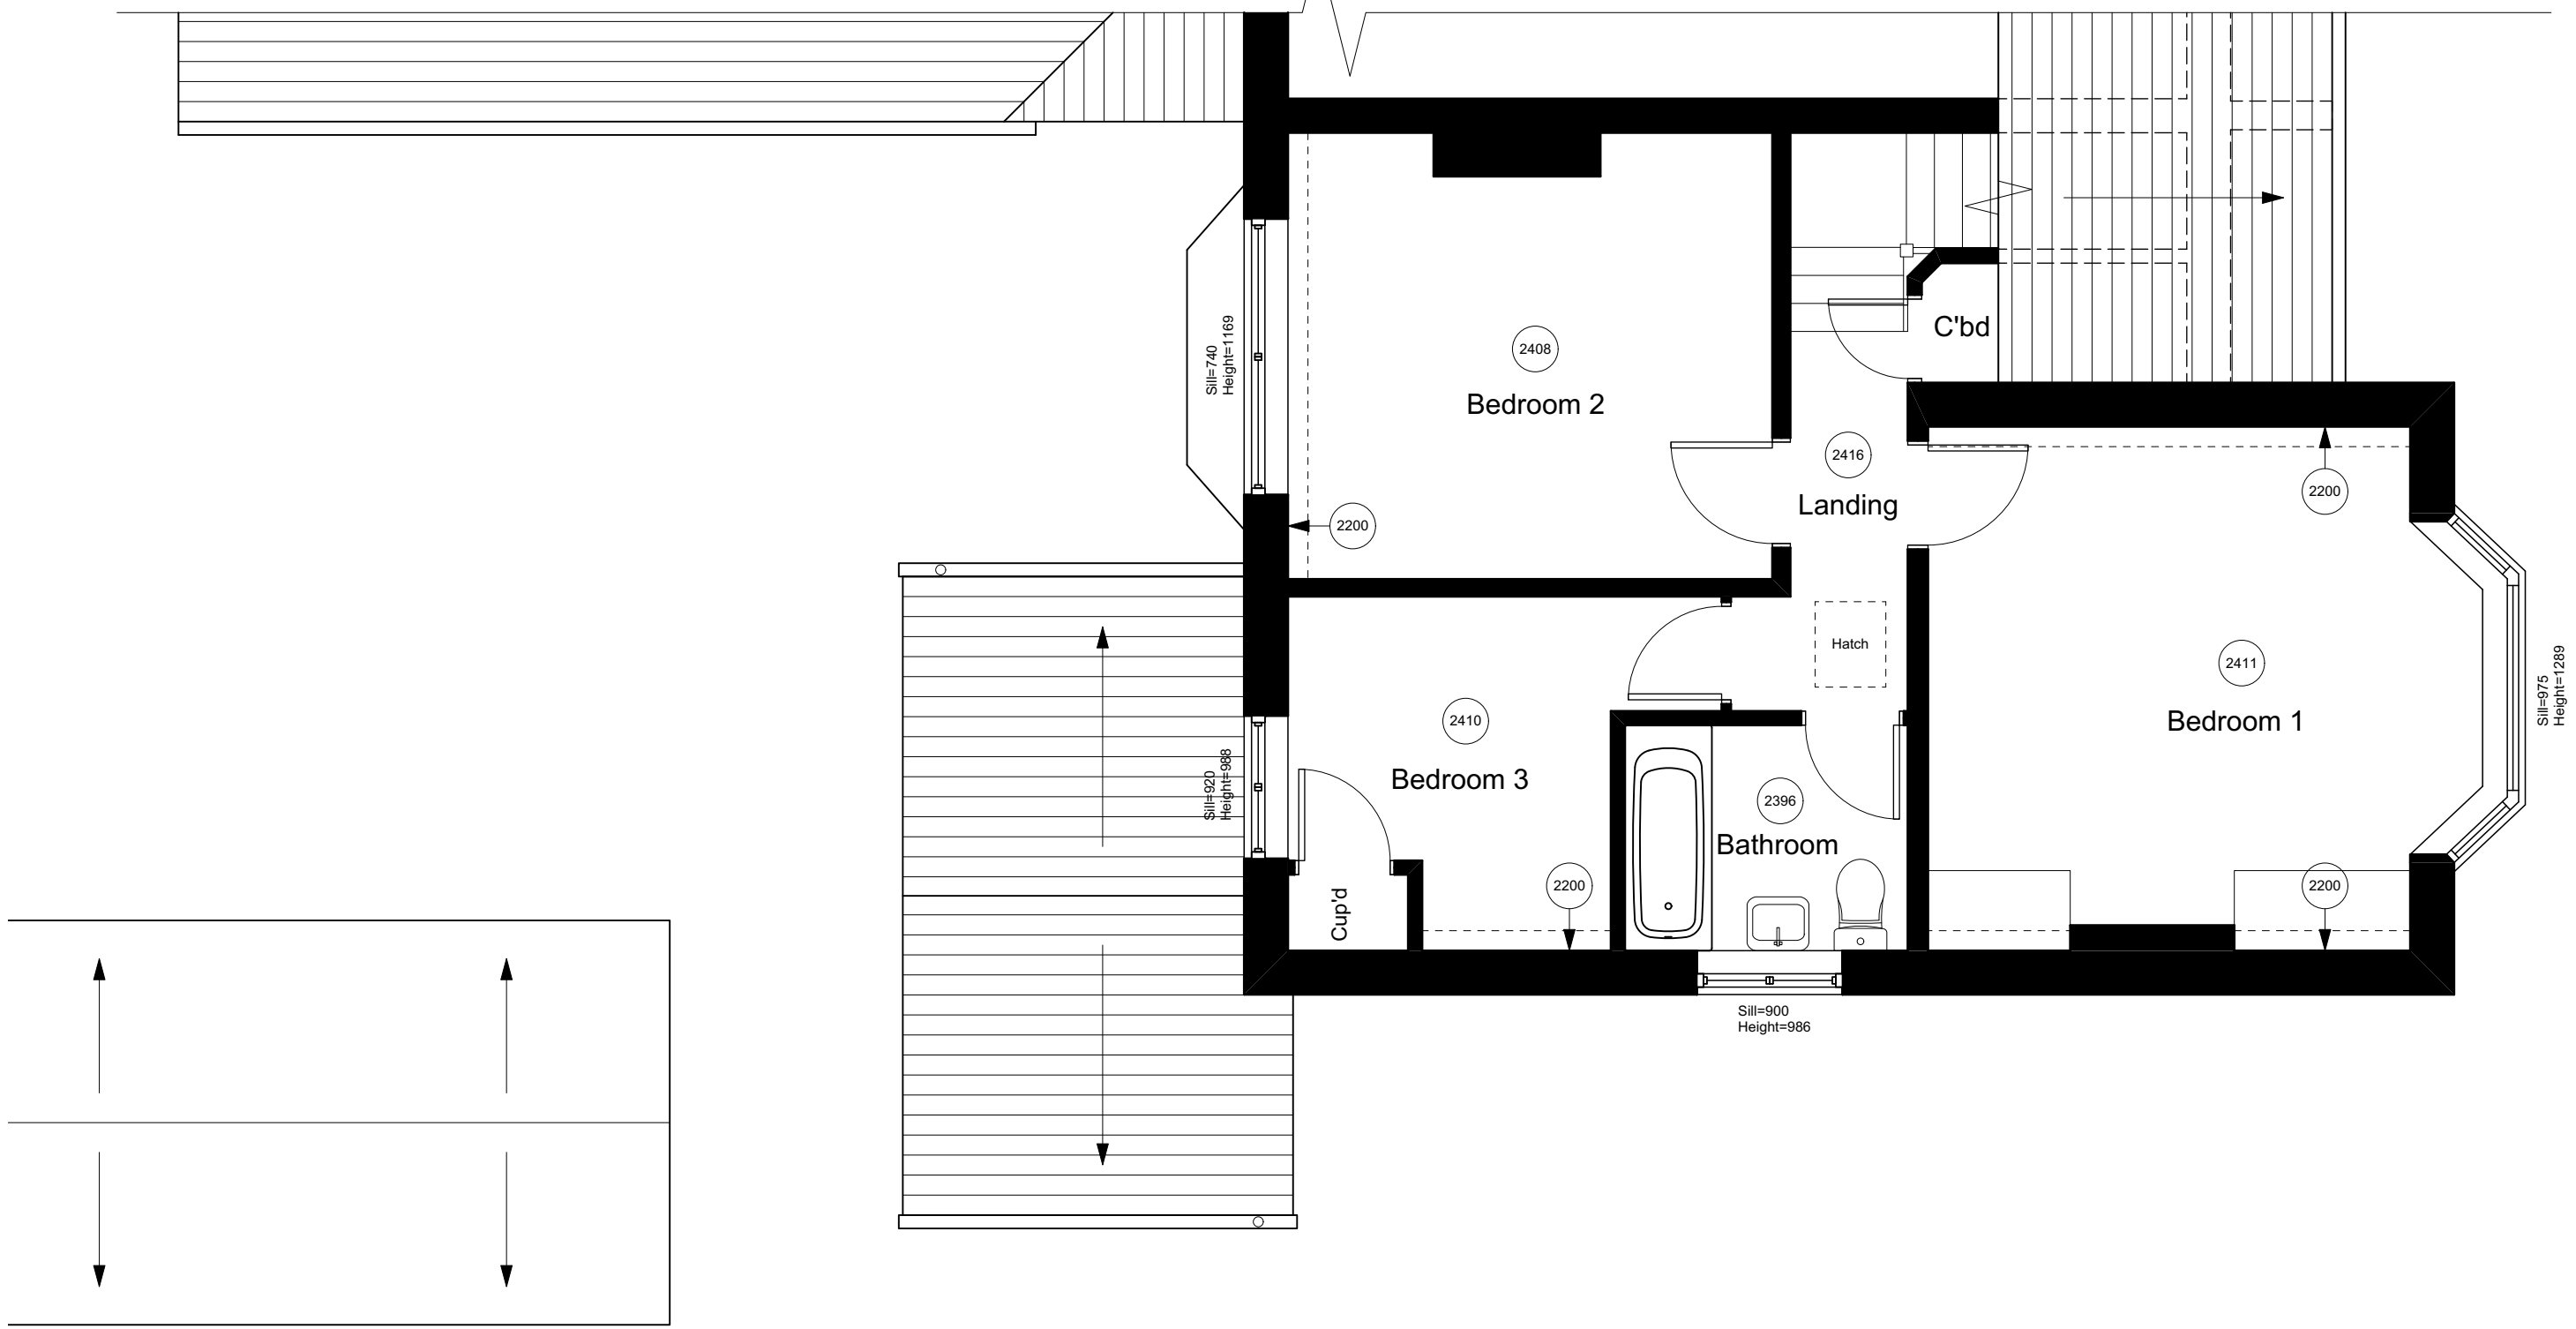 C'bd
Sill=740
Height=1169
2408
Bedroom 2
2416
Landing
2200
2200
Hatch
2411
Bedroom 1
Sill=975
Height=1289
2410
Bedroom 3
Sill=920
Height=988
2396
Bathroom
2200
2200
Cup'd
Sill=900
Height=986